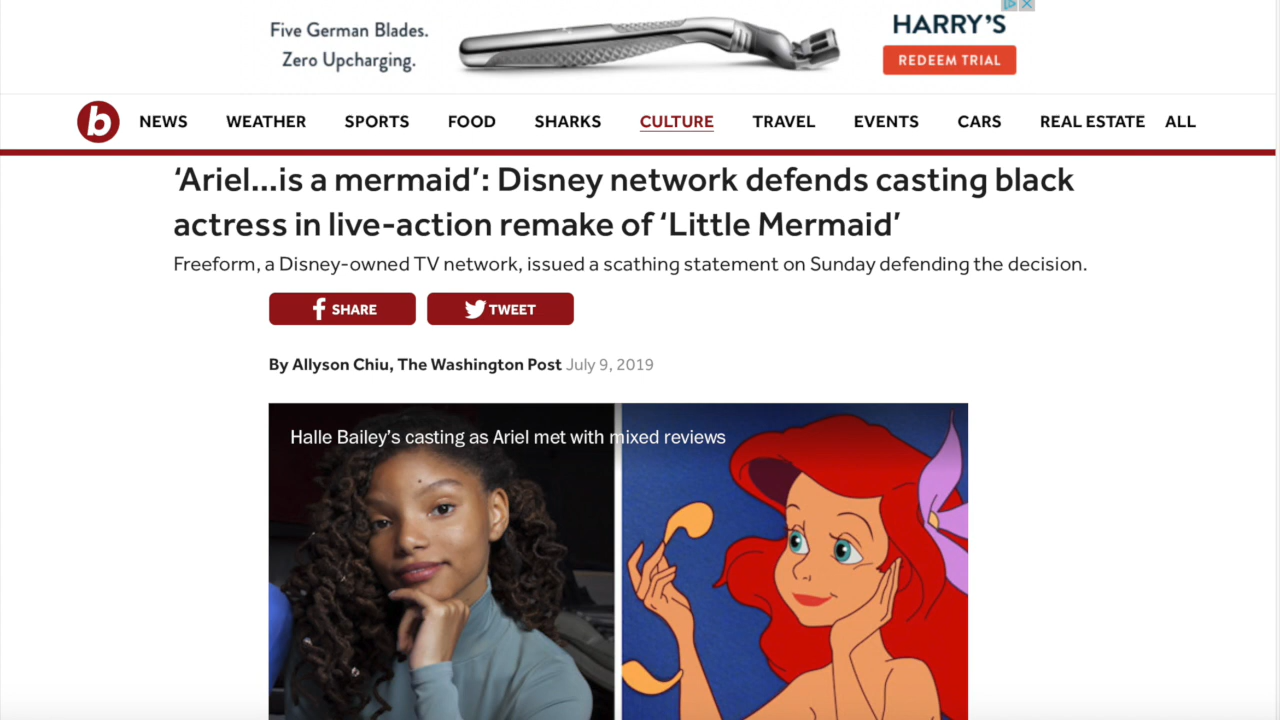 Five German Blades.
Zero Upcharging.
HARRY'S
REDEEM TRIAL
b
NEWS WEATHER SPORTS FOOD SHARKS CULTURE TRAVEL EVENTS CARS REAL ESTATE ALL
‘Ariel...is a mermaid’: Disney network defends casting black
actress in live-action remake of ‘Little Mermaid’
Freeform, a Disney-owned TV network, issued a scathing statement on Sunday defending the decision.
SHARE TWEET
By Allyson Chiu, The Washington Post July 9, 2019
Halle Bailey’s casting as Ariel met with mixed reviews